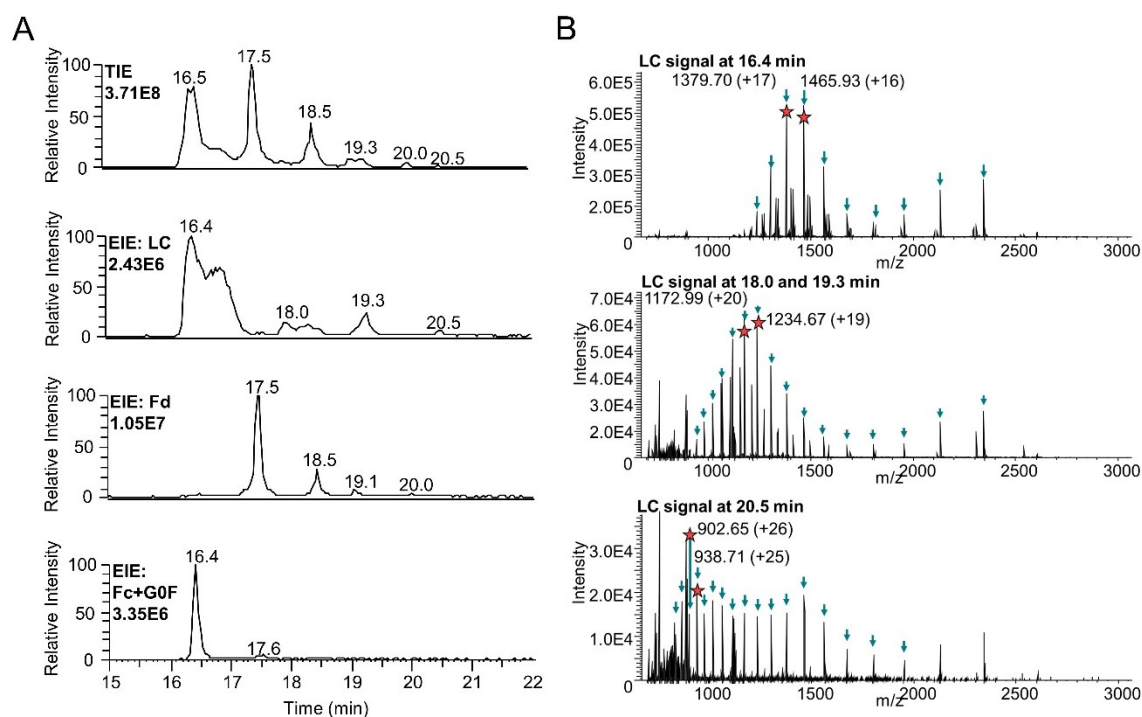 A
TIE
3.71E8
Relative Intensity
100
50
0
16.5
17.5
18.5
19.3
20.0
20.5
EIE: LC
2.43E6
Relative Intensity
100
50
0
16.4
18.0
19.3
20.5
EIE: Fd
1.05E7
Relative Intensity
100
50
0
17.5
18.5
19.1
20.0
EIE:
Fc+G0F
3.35E6
Relative Intensity
100
50
0
16.4
17.6
15 16 17 18 19 20 21 22
Time (min)
B
LC signal at 16.4 min
1379.70 (+17) 1465.93 (+16)
Intensity
6.0E5
5.0E5
4.0E5
3.0E5
2.0E5
0
1000 1500 2000 2500 3000
m/z
LC signal at 18.0 and 19.3 min
1172.99 (+20)
1234.67 (+19)
Intensity
7.0E4
6.0E4
5.0E4
4.0E4
3.0E4
2.0E4
0
1000 1500 2000 2500 3000
m/z
LC signal at 20.5 min
902.65 (+26)
938.71 (+25)
Intensity
3.0E4
2.0E4
1.0E4
0
1000 1500 2000 2500 3000
m/z